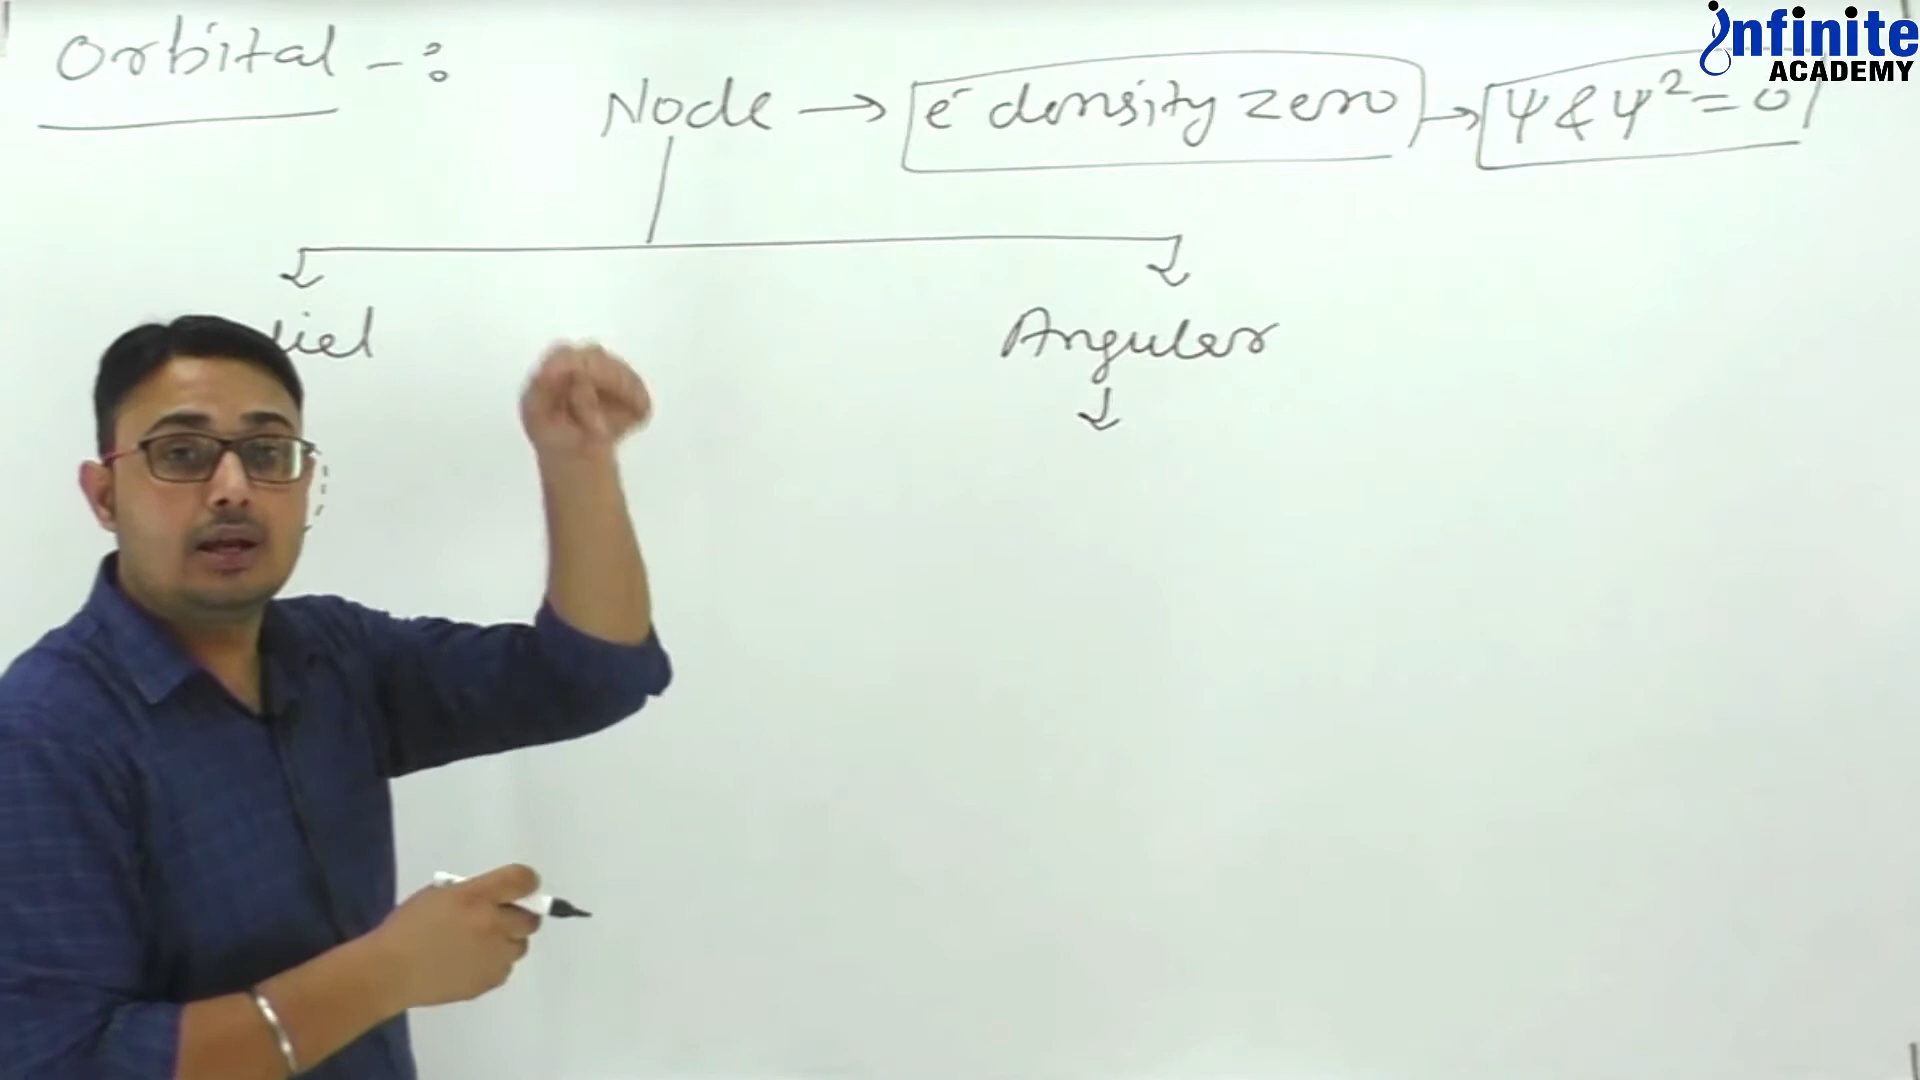 Orbital -:
infinite
ACADEMY
Node → e⁻ density zero → ψ & ψ² = 0
Angular